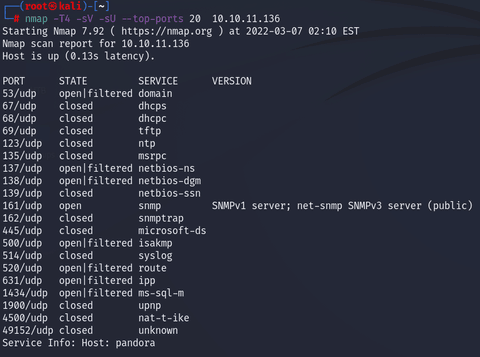 ┌──(root㉿kali)-[~]
└─# nmap -T4 -sV -sU --top-ports 20  10.10.11.136
Starting Nmap 7.92 ( https://nmap.org ) at 2022-03-07 02:10 EST
Nmap scan report for 10.10.11.136
Host is up (0.13s latency).

PORT      STATE         SERVICE      VERSION
53/udp    open|filtered domain
67/udp    closed        dhcps
68/udp    closed        dhcpc
69/udp    closed        tftp
123/udp   closed        ntp
135/udp   closed        msrpc
137/udp   open|filtered netbios-ns
138/udp   open|filtered netbios-dgm
139/udp   closed        netbios-ssn
161/udp   open          snmp         SNMPv1 server; net-snmp SNMPv3 server (public)
162/udp   closed        snmptrap
445/udp   closed        microsoft-ds
500/udp   open|filtered isakmp
514/udp   closed        syslog
520/udp   open|filtered route
631/udp   open|filtered ipp
1434/udp  open|filtered ms-sql-m
1900/udp  closed        upnp
4500/udp  closed        nat-t-ike
49152/udp closed        unknown
Service Info: Host: pandora